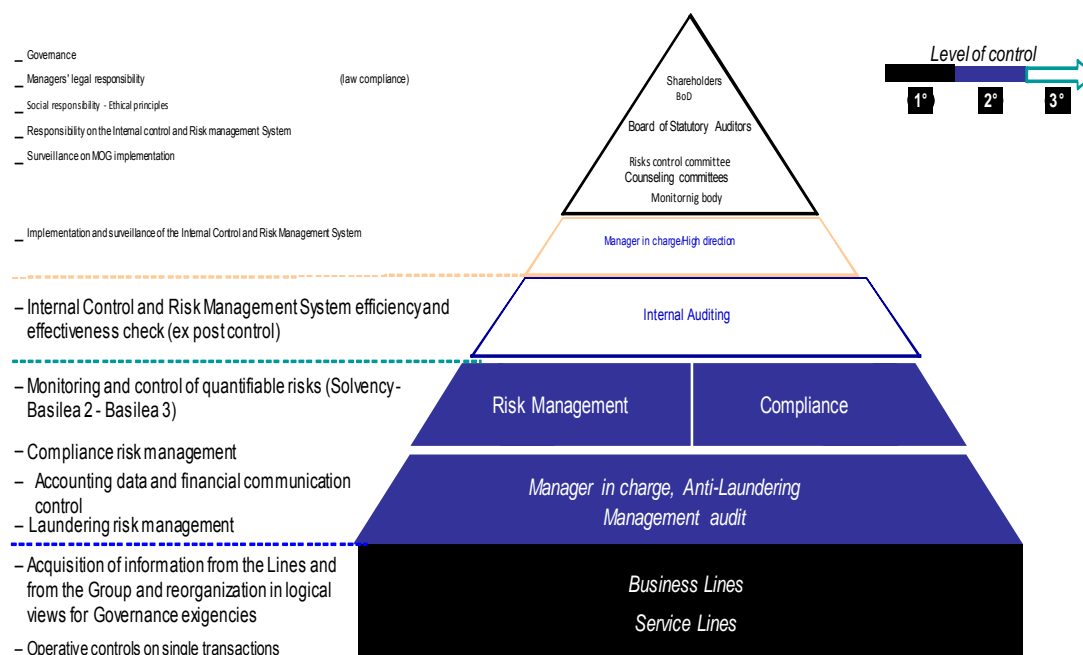 _ Governance
_ Managers' legal responsibility (law compliance)
_ Social responsibility - Ethical principles
_ Responsibility on the Internal control and Risk management System
_ Surveillance on MOG implementation
_ Implementation and surveillance of the Internal Control and Risk Management System
– Internal Control and Risk Management System efficiency and
effectiveness check (ex post control)
– Monitoring and control of quantifiable risks (Solvency -
Basilea 2 - Basilea 3)
– Compliance risk management
– Accounting data and financial communication
control
– Laundering risk management
– Acquisition of information from the Lines and
from the Group and reorganization in logical
views for Governance exigencies
– Operative controls on single transactions
Shareholders
BoD
Board of Statutory Auditors
Risks control committee
Counseling committees
Monitornig body
Manager in charge/High direction
Internal Auditing
Risk Management
Compliance
Manager in charge, Anti-Laundering
Management audit
Business Lines
Service Lines
Level of control
1° 2° 3°